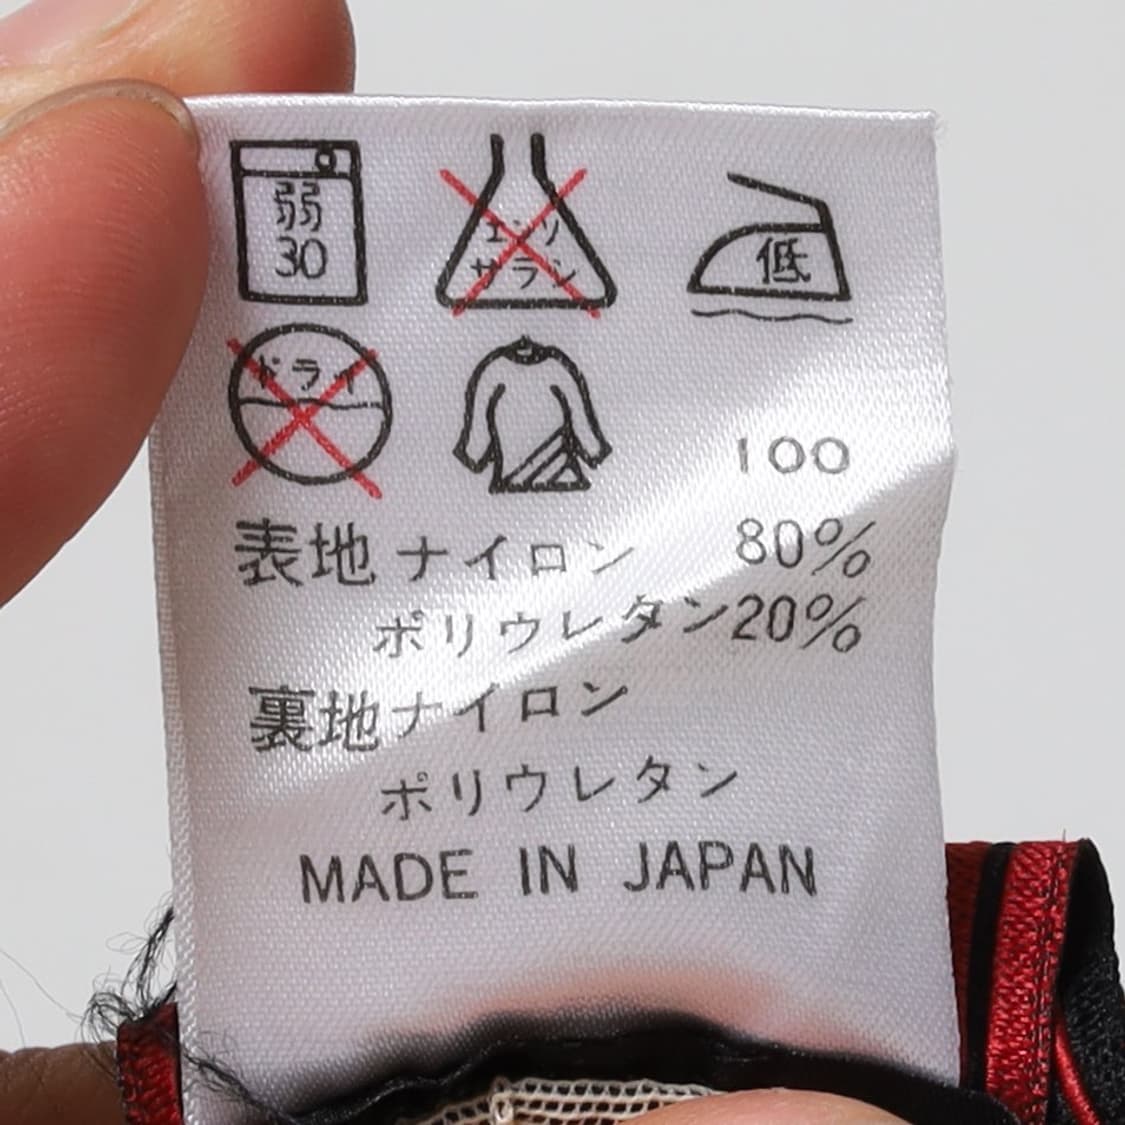 弱
30
エンソ
サラシ
低
ドライ
100
表地 ナイロン 80%
ポリウレタン20%
裏地ナイロン
ポリウレタン
MADE IN JAPAN